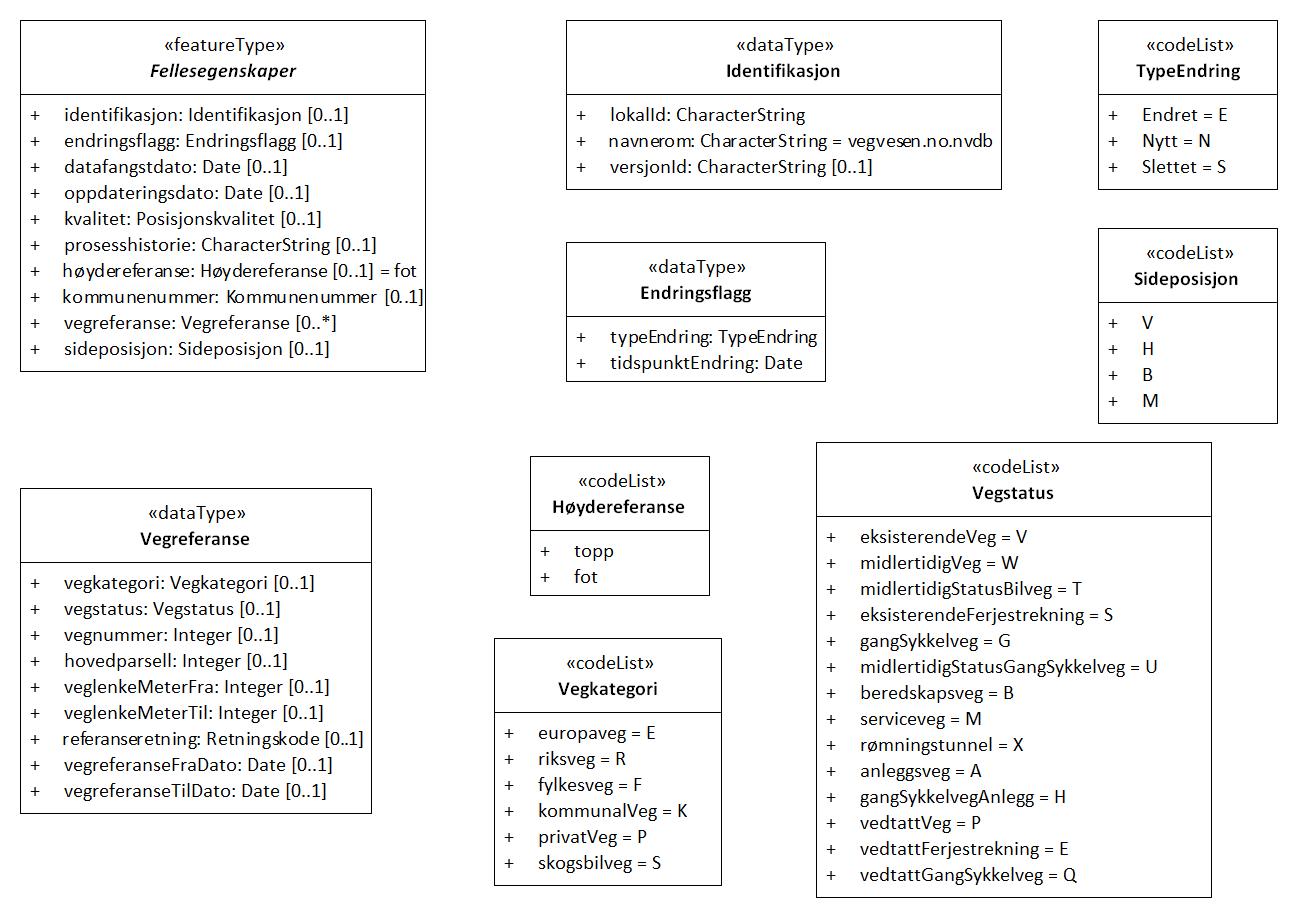 «featureType»
Fellesegenskaper
+ identifikasjon: Identifikasjon [0..1]
+ endringsflagg: Endringsflagg [0..1]
+ datafangstdato: Date [0..1]
+ oppdateringsdato: Date [0..1]
+ kvalitet: Posisjonskvalitet [0..1]
+ prosesshistorie: CharacterString [0..1]
+ høydereferanse: Høydereferanse [0..1] = fot
+ kommunenummer: Kommunenummer [0..1]
+ vegreferanse: Vegreferanse [0..*]
+ sideposisjon: Sideposisjon [0..1]
«dataType»
Identifikasjon
+ lokalId: CharacterString
+ navnerom: CharacterString = vegvesen.no.nvdb
+ versjonId: CharacterString [0..1]
«codeList»
TypeEndring
+ Endret = E
+ Nytt = N
+ Slettet = S
«dataType»
Endringsflagg
+ typeEndring: TypeEndring
+ tidspunktEndring: Date
«codeList»
Sideposisjon
+ V
+ H
+ B
+ M
«dataType»
Vegreferanse
+ vegkategori: Vegkategori [0..1]
+ vegstatus: Vegstatus [0..1]
+ vegnummer: Integer [0..1]
+ hovedparsell: Integer [0..1]
+ veglenkeMeterFra: Integer [0..1]
+ veglenkeMeterTil: Integer [0..1]
+ referanseretning: Retningskode [0..1]
+ vegreferanseFraDato: Date [0..1]
+ vegreferanseTilDato: Date [0..1]
«codeList»
Høydereferanse
+ topp
+ fot
«codeList»
Vegkategori
+ europaveg = E
+ riksveg = R
+ fylkesveg = F
+ kommunalVeg = K
+ privatVeg = P
+ skogsbilveg = S
«codeList»
Vegstatus
+ eksisterendeVeg = V
+ midlertidigVeg = W
+ midlertidigStatusBilveg = T
+ eksisterendeFerjestrekning = S
+ gangSykkelveg = G
+ midlertidigStatusGangSykkelveg = U
+ beredskapsveg = B
+ serviceveg = M
+ rømningstunnel = X
+ anleggsveg = A
+ gangSykkelvegAnlegg = H
+ vedtattVeg = P
+ vedtattFerjestrekning = E
+ vedtattGangSykkelveg = Q